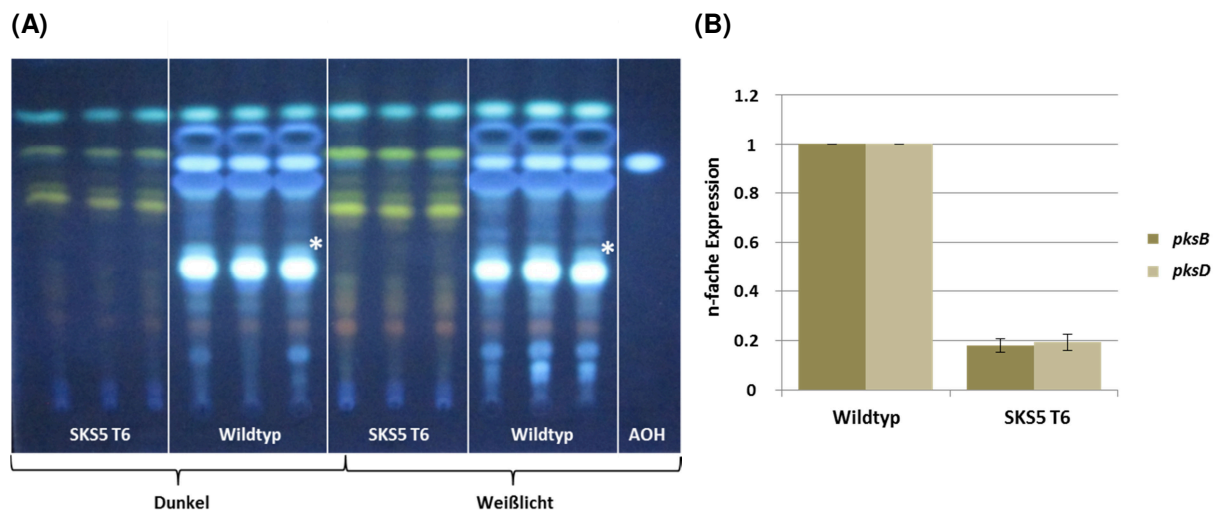 (A)
(B)
*
*
SKS5 T6
Wildtyp
SKS5 T6
Wildtyp
AOH
Dunkel
Weißlicht
n-fache Expression
1.2
1
0.8
0.6
0.4
0.2
0
Wildtyp
SKS5 T6
pksB
pksD